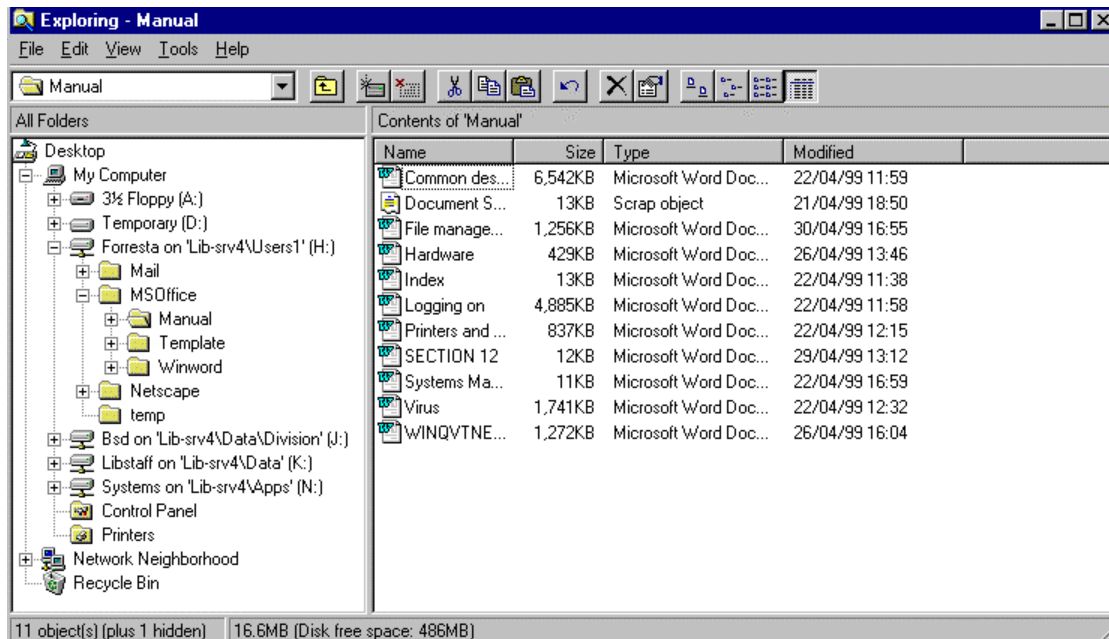 Exploring - Manual
File Edit View Tools Help
Manual
All Folders
Contents of 'Manual'
Desktop
My Computer
3½ Floppy (A:)
Temporary (D:)
Forresta on 'Lib-srv4\Users1' (H:)
Mail
MSOffice
Manual
Template
Winword
Netscape
temp
Bsd on 'Lib-srv4\Data\Division' (J:)
Libstaff on 'Lib-srv4\Data' (K:)
Systems on 'Lib-srv4\Apps' (N:)
Control Panel
Printers
Network Neighborhood
Recycle Bin
Name Size Type Modified
Common des... 6,542KB Microsoft Word Doc... 22/04/99 11:59
Document S... 13KB Scrap object 21/04/99 18:50
File manage... 1,256KB Microsoft Word Doc... 30/04/99 16:55
Hardware 429KB Microsoft Word Doc... 26/04/99 13:46
Index 13KB Microsoft Word Doc... 22/04/99 11:38
Logging on 4,885KB Microsoft Word Doc... 22/04/99 11:58
Printers and ... 837KB Microsoft Word Doc... 22/04/99 12:15
SECTION 12 12KB Microsoft Word Doc... 29/04/99 13:12
Systems Ma... 11KB Microsoft Word Doc... 22/04/99 16:59
Virus 1,741KB Microsoft Word Doc... 22/04/99 12:32
WINQVTNE... 1,272KB Microsoft Word Doc... 26/04/99 16:04
11 object(s) (plus 1 hidden) 16.6MB (Disk free space: 486MB)